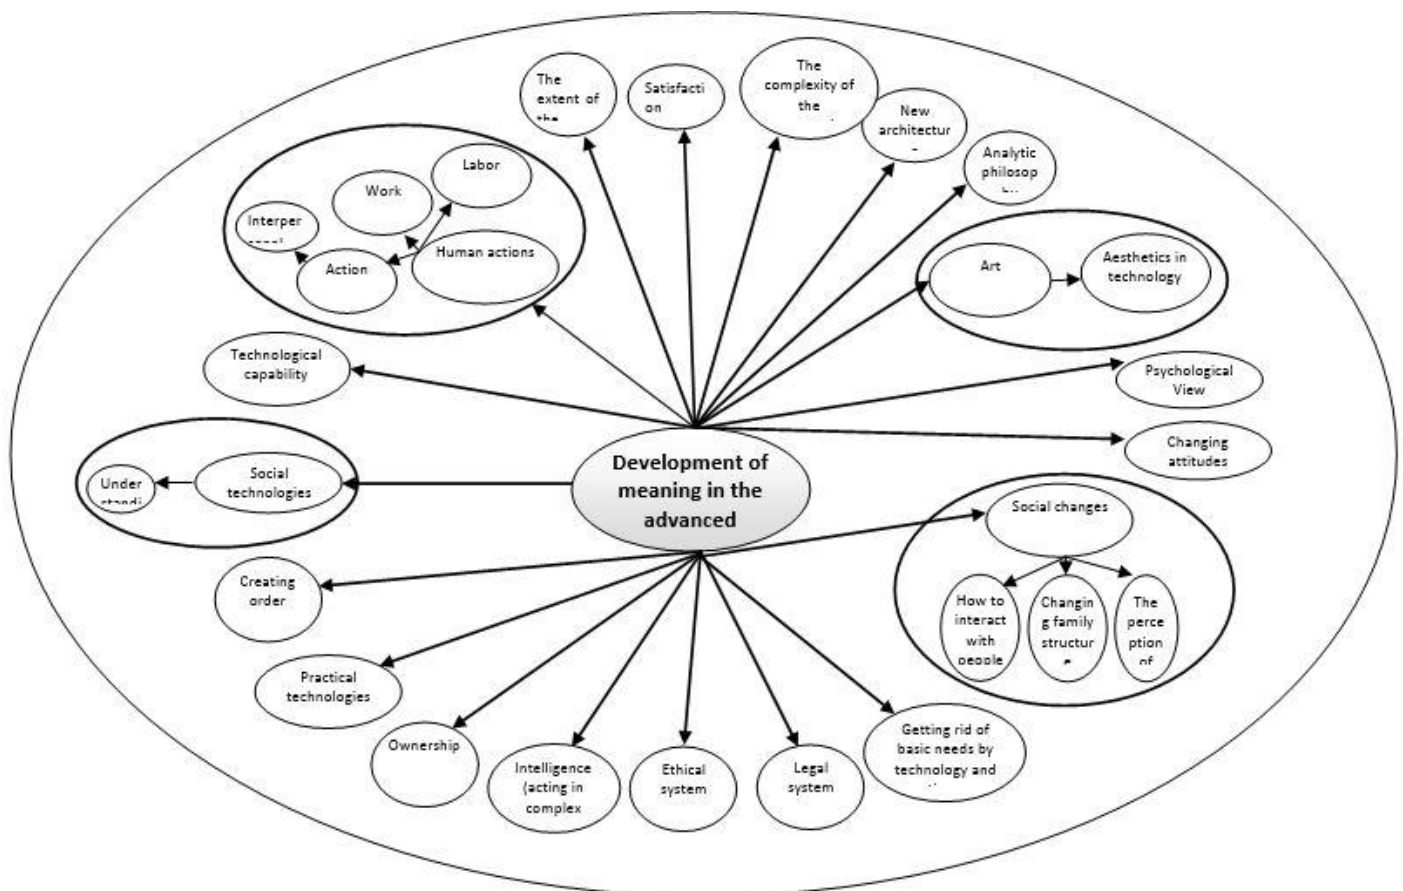 The
extent of
the
Satisfacti
on
The
complexity of
the
New
architectur
Analytic
philosop
Labor
Work
Interper
Human actions
Action
Art
Aesthetics in
technology
Technological
capability
Psychological
View
Changing
attitudes
Development of
meaning in the
advanced
Social
technologies
Under
standi
Social changes
How to
interact
with
people
Changin
g family
structur
e
The
perce
ption
of
Creating
order
Practical
technologies
Ownership
Intelligence
(acting in
complex
Ethical
system
Legal
system
Getting rid of
basic needs by
technology and